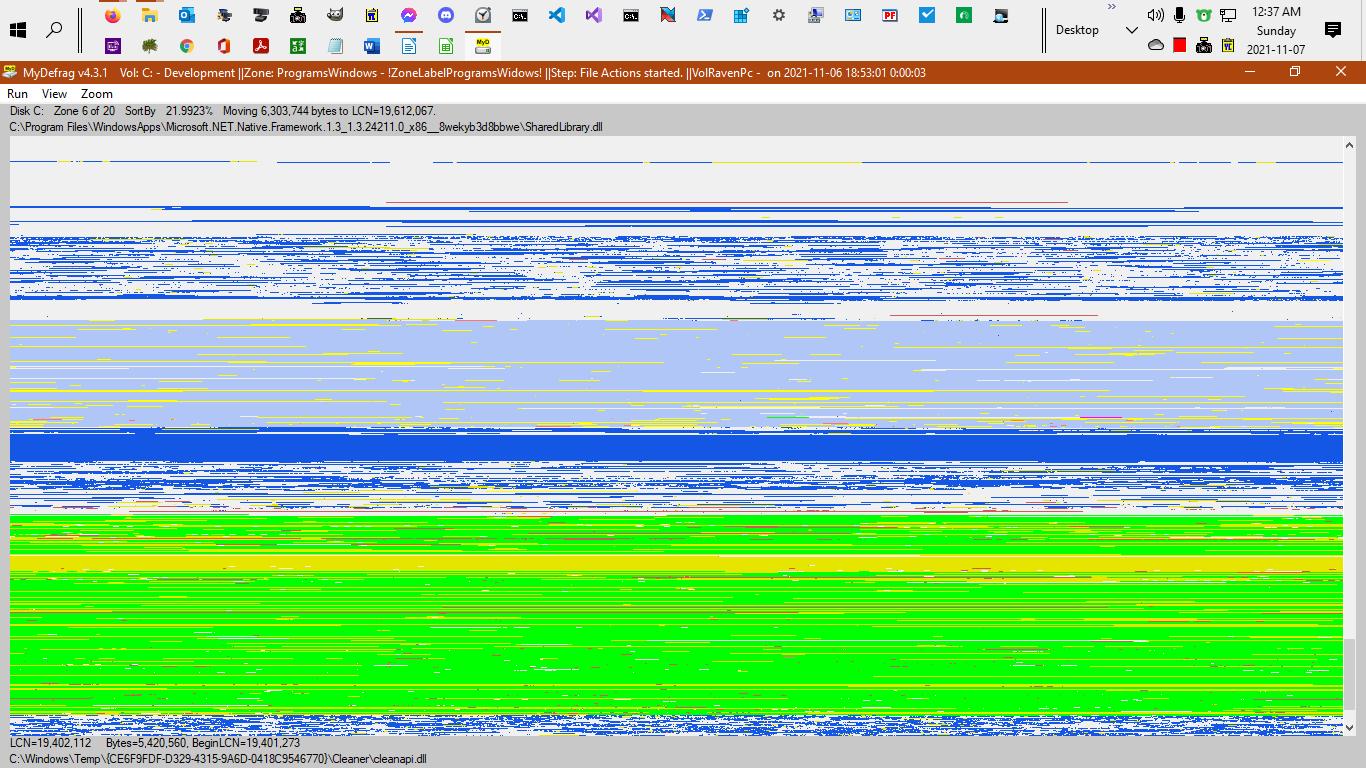 Desktop
12:37 AM
Sunday
2021-11-07
MyDefrag v4.3.1 Vol: C: - Development ||Zone: ProgramsWindows - !ZoneLabelProgramsWidows! ||Step: File Actions started. ||VolRavenPc - on 2021-11-06 18:53:01 0:00:03
Run View Zoom
Disk C: Zone 6 of 20 SortBy 21.9923% Moving 6,303,744 bytes to LCN=19,612,067.
C:\Program Files\WindowsApps\Microsoft.NET.Native.Framework.1.3_1.3.24211.0_x86__8wekyb3d8bbwe\SharedLibrary.dll
LCN=19,402,112 Bytes=5,420,560, BeginLCN=19,401,273
C:\Windows\Temp\{CE6F9FDF-D329-4315-9A6D-0418C9546770}\Cleaner\cleanapi.dll